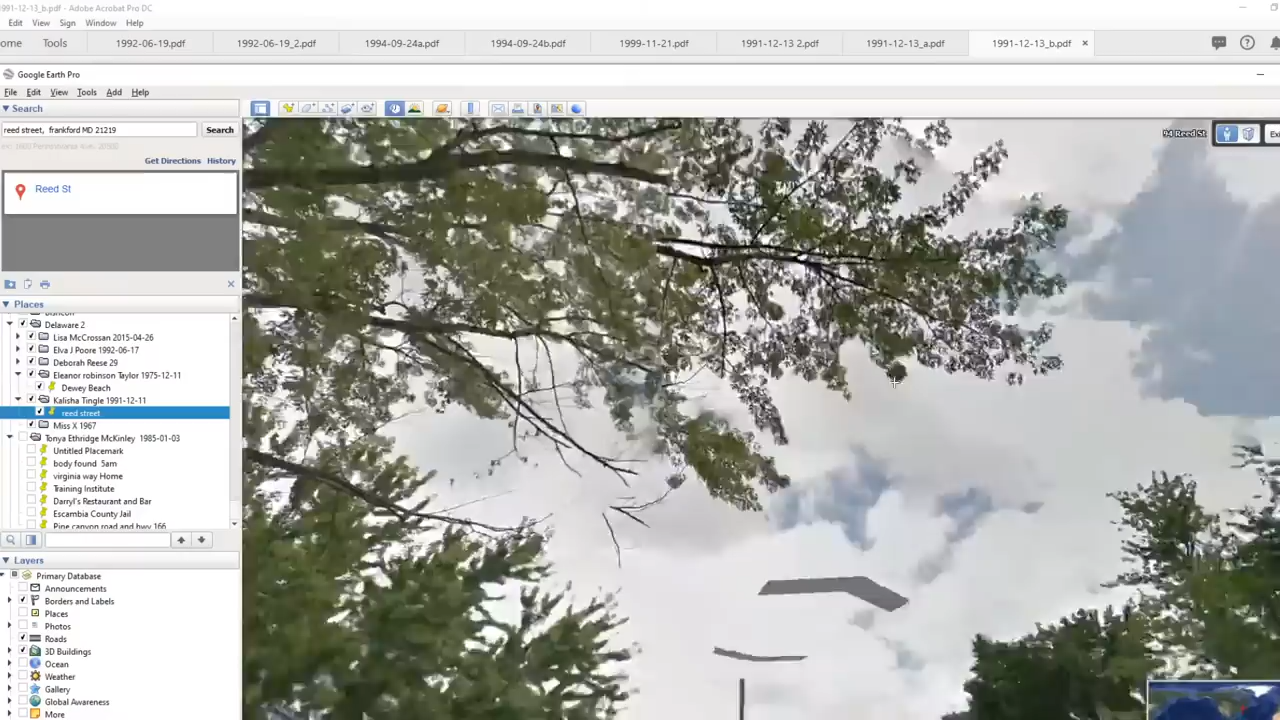 1991-12-13_b.pdf - Adobe Acrobat Pro DC
Edit View Sign Window Help
ome Tools 1992-06-19.pdf 1992-06-19_2.pdf 1994-09-24a.pdf 1994-09-24b.pdf 1999-11-21.pdf 1991-12-13 2.pdf 1991-12-13_a.pdf 1991-12-13_b.pdf ×
Google Earth Pro
File Edit View Tools Add Help
Search
reed street, frankford MD 21219 Search
ex: 1600 Pennsylvania Ave, 20502
94 Reed St Ex
Get Directions History
Reed St
Places
Delaware 2
Lisa McCrossan 2015-04-26
Elva J Poore 1992-06-17
Deborah Reese 29
Eleanor robinson Taylor 1975-12-11
Dewey Beach
Kalisha Tingle 1991-12-11
reed street
Miss X 1967
Tonya Ethridge McKinley 1985-01-03
Untitled Placemark
body found 5am
virginia way Home
Training Institute
Darryl's Restaurant and Bar
Escambia County Jail
Pine canyon road and hwy 166
Layers
Primary Database
Announcements
Borders and Labels
Places
Photos
Roads
3D Buildings
Ocean
Weather
Gallery
Global Awareness
More